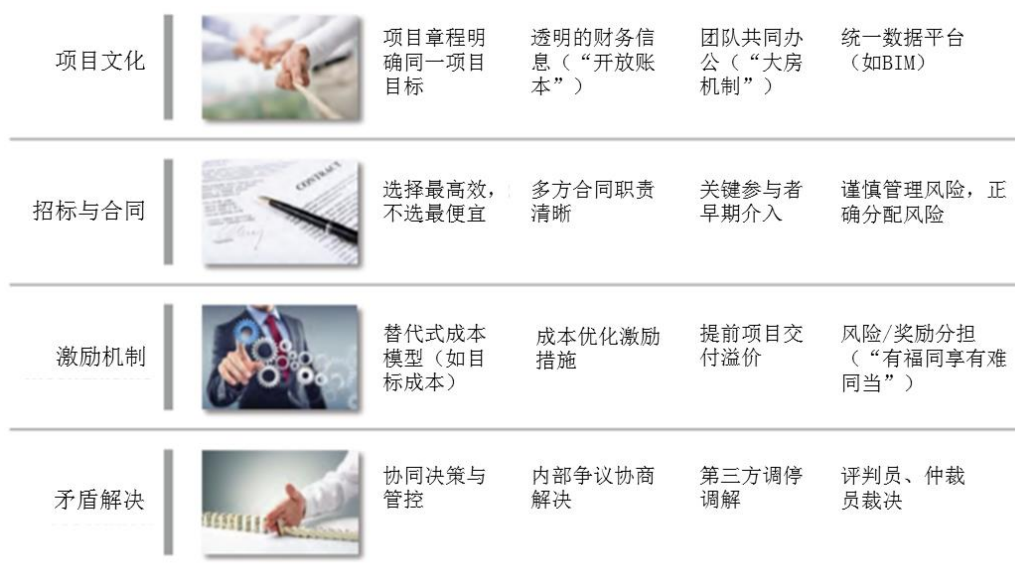 项目文化
项目章程明
确同一项目
目标
透明的财务信
息（“开放账
本”）
团队共同办
公（“大房
机制”）
统一数据平台
（如BIM）
招标与合同
CONTRACT
选择最高效，
不选最便宜
多方合同职责
清晰
关键参与者
早期介入
谨慎管理风险，正
确分配风险
激励机制
替代式成本
模型（如目
标成本）
成本优化激励
措施
提前项目交
付溢价
风险/奖励分担
（“有福同享有难
同当”）
矛盾解决
协同决策与
管控
内部争议协商
解决
第三方调停
调解
评判员、仲裁
员裁决